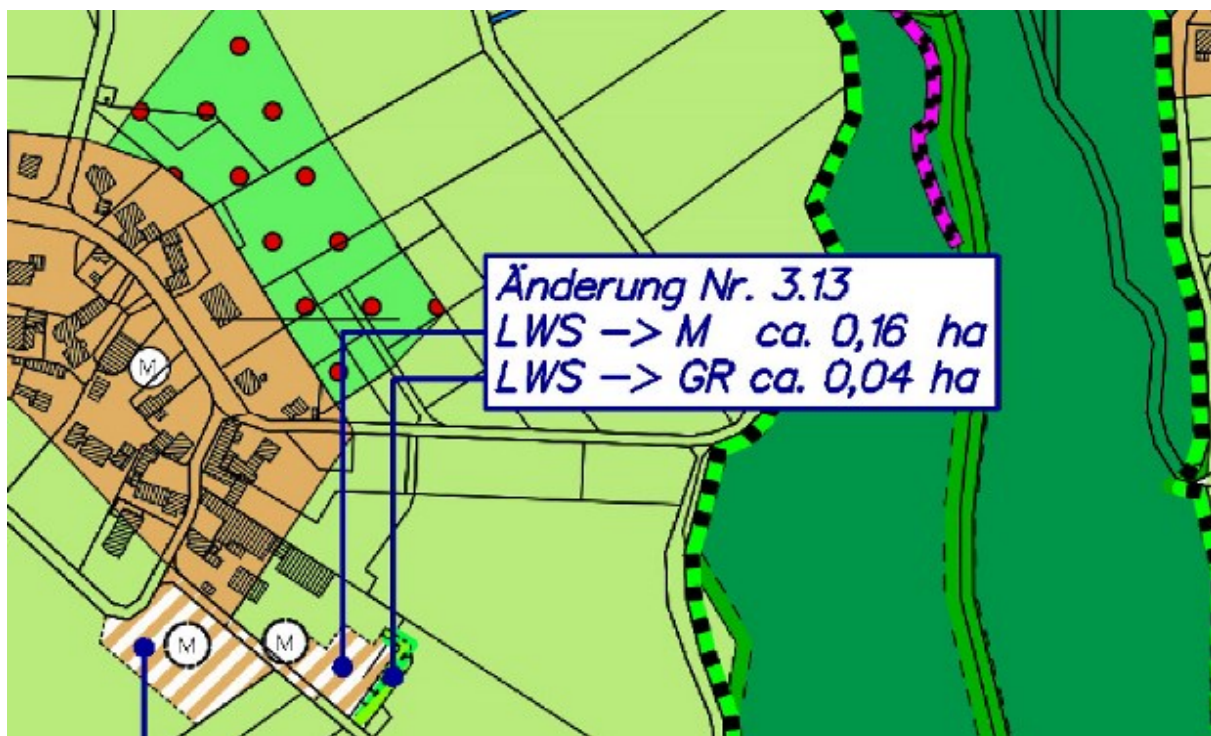 Änderung Nr. 3.13
LWS -> M ca. 0,16 ha
LWS -> GR ca. 0,04 ha
M
M
M